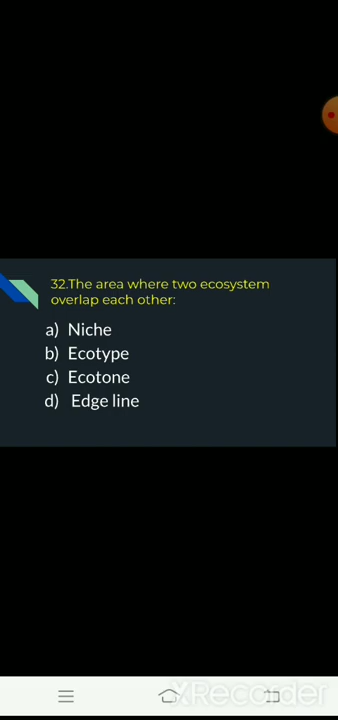 32.The area where two ecosystem
overlap each other:
a) Niche
b) Ecotype
c) Ecotone
d) Edge line
XRecorder